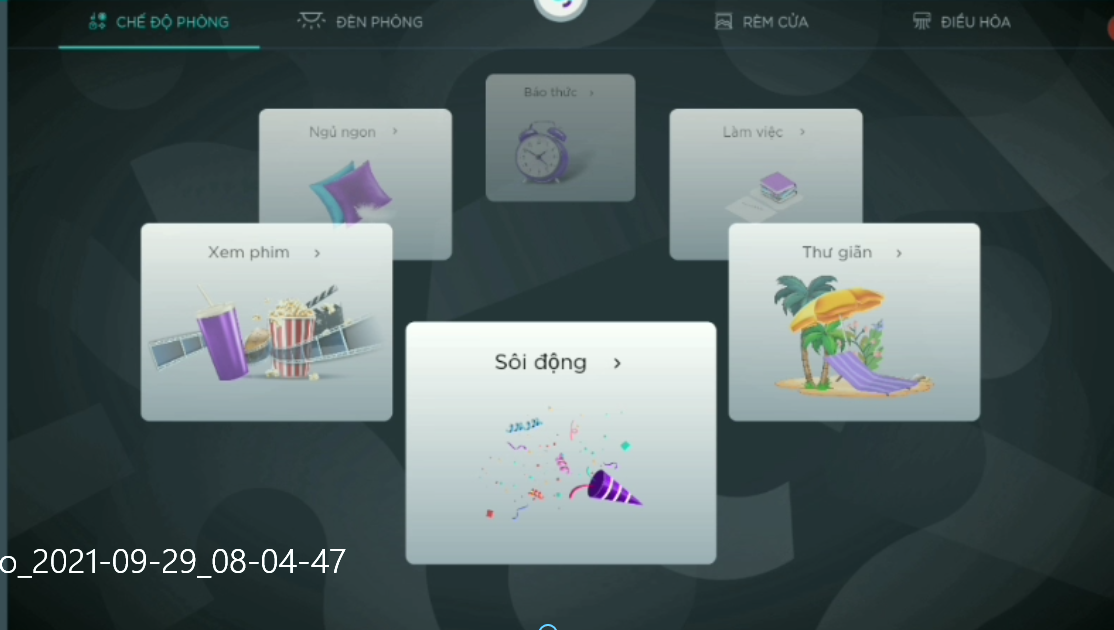 CHẾ ĐỘ PHÒNG
ĐÈN PHÒNG
RÈM CỬA
ĐIỀU HÒA
Báo thức >
Ngủ ngon >
Làm việc >
Xem phim >
Thư giãn >
Sôi động >
o_2021-09-29_08-04-47